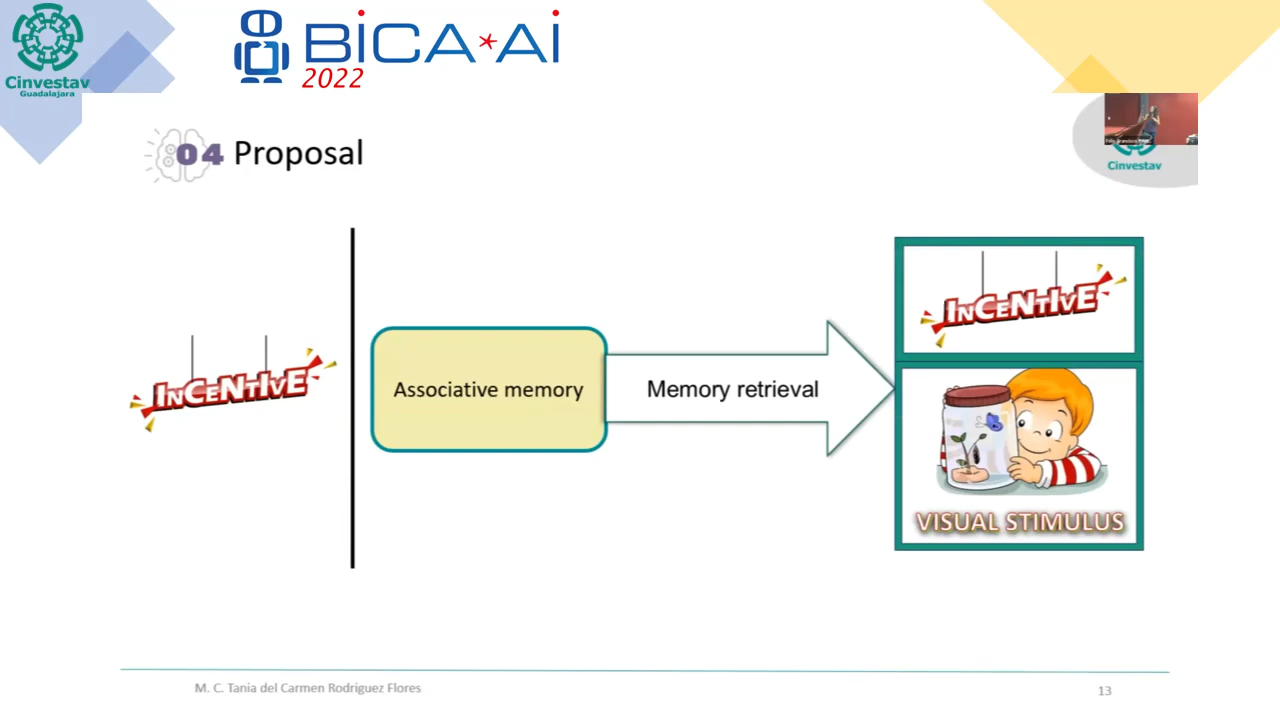 Cinvestav
Guadalajara
BiCA*Ai
2022
04 Proposal
Cinvestav
INCENTIVE
Associative memory
Memory retrieval
INCENTIVE
VISUAL STIMULUS
M. C. Tania del Carmen Rodriguez Flores
13